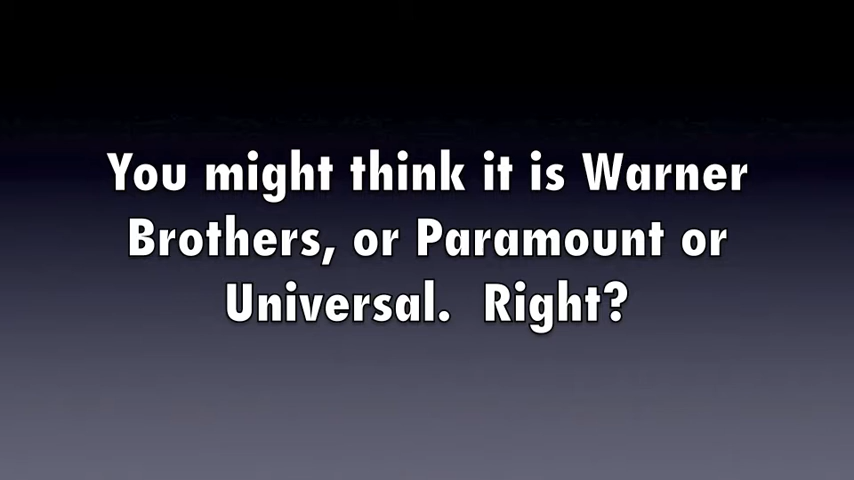 You might think it is Warner
Brothers, or Paramount or
Universal.  Right?